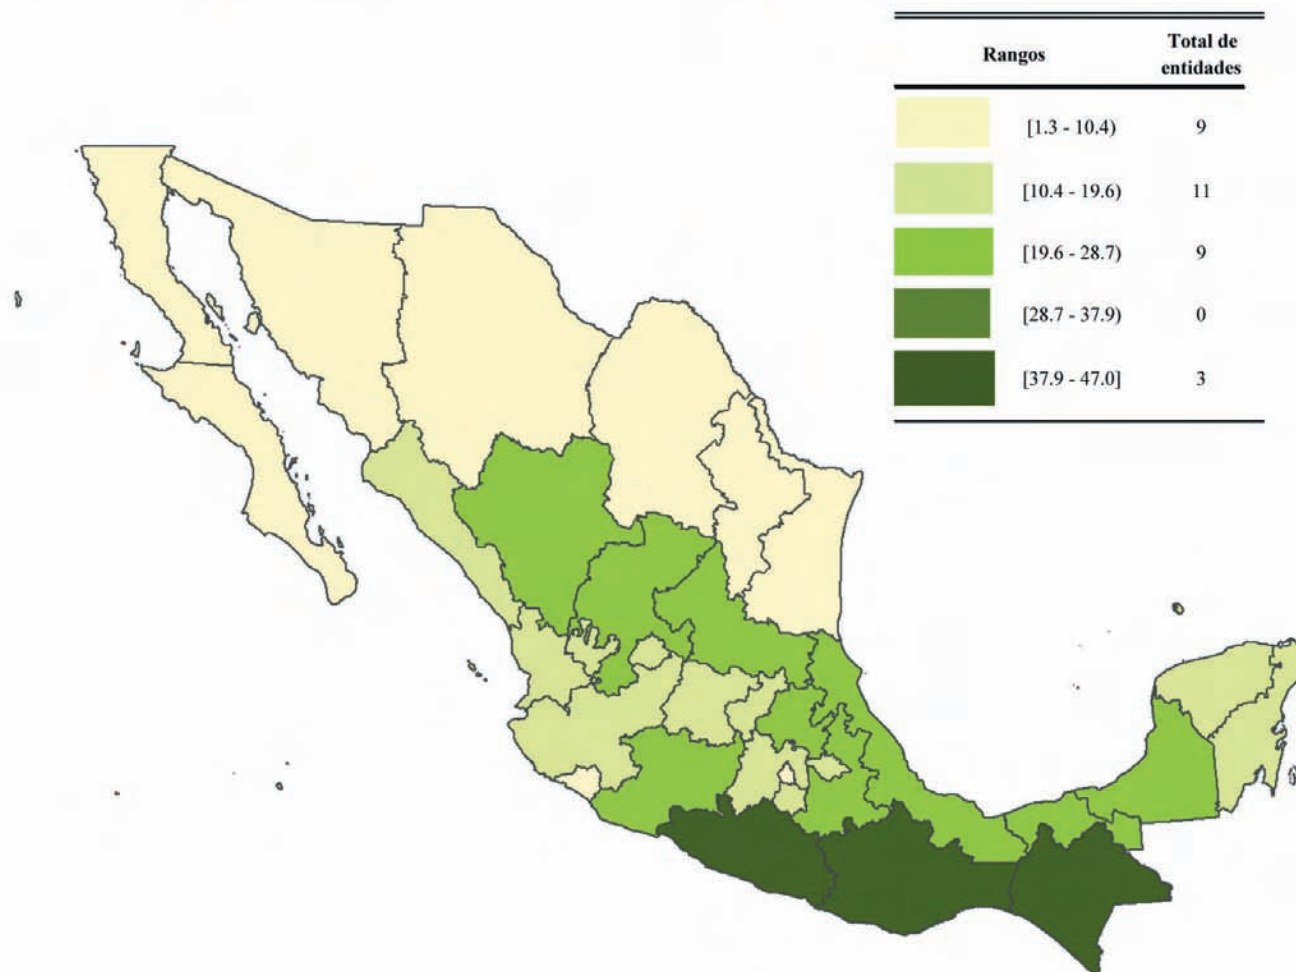 Rangos Total de entidades
[1.3 - 10.4) 9
[10.4 - 19.6) 11
[19.6 - 28.7) 9
[28.7 - 37.9) 0
[37.9 - 47.0] 3